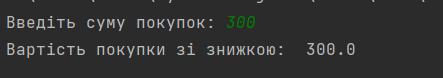 Введіть суму покупок: 300
Вартість покупки зі знижкою:  300.0